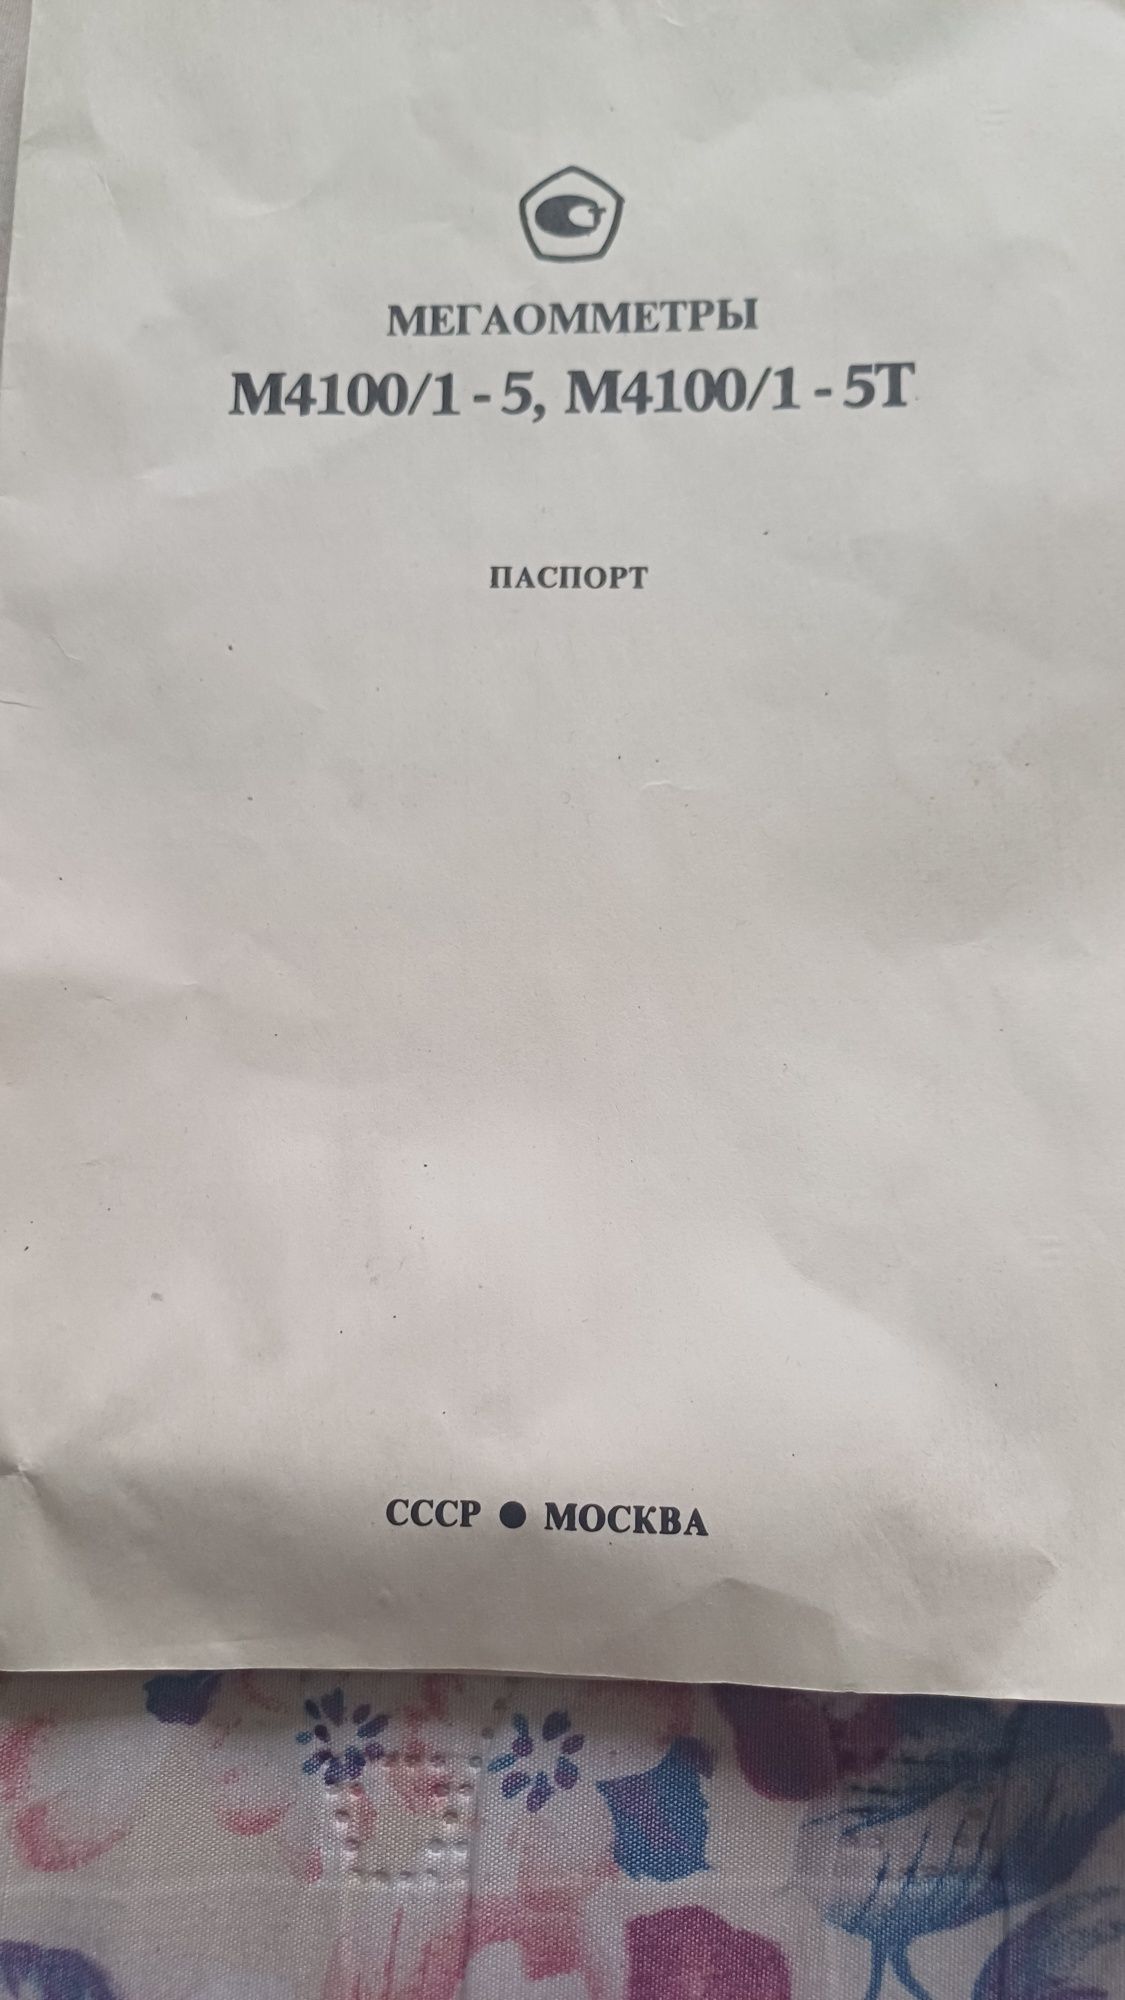 МЕГАОММЕТРЫ
М4100/1 - 5, М4100/1 - 5Т
ПАСПОРТ
СССР ● МОСКВА